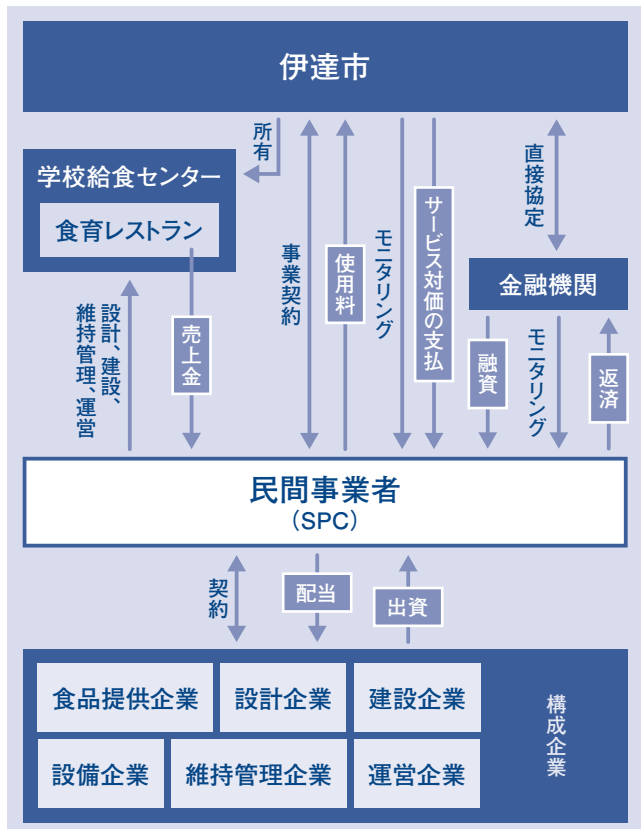 伊達市
所有
学校給食センター
食育レストラン
設計、建設、
維持管理、運営
売上金
事業契約
使用料
モニタリング
サービス対価の支払
直接協定
金融機関
融資
モニタリング
返済
民間事業者
（SPC）
契約
配当
出資
食品提供企業
設計企業
建設企業
設備企業
維持管理企業
運営企業
構成企業